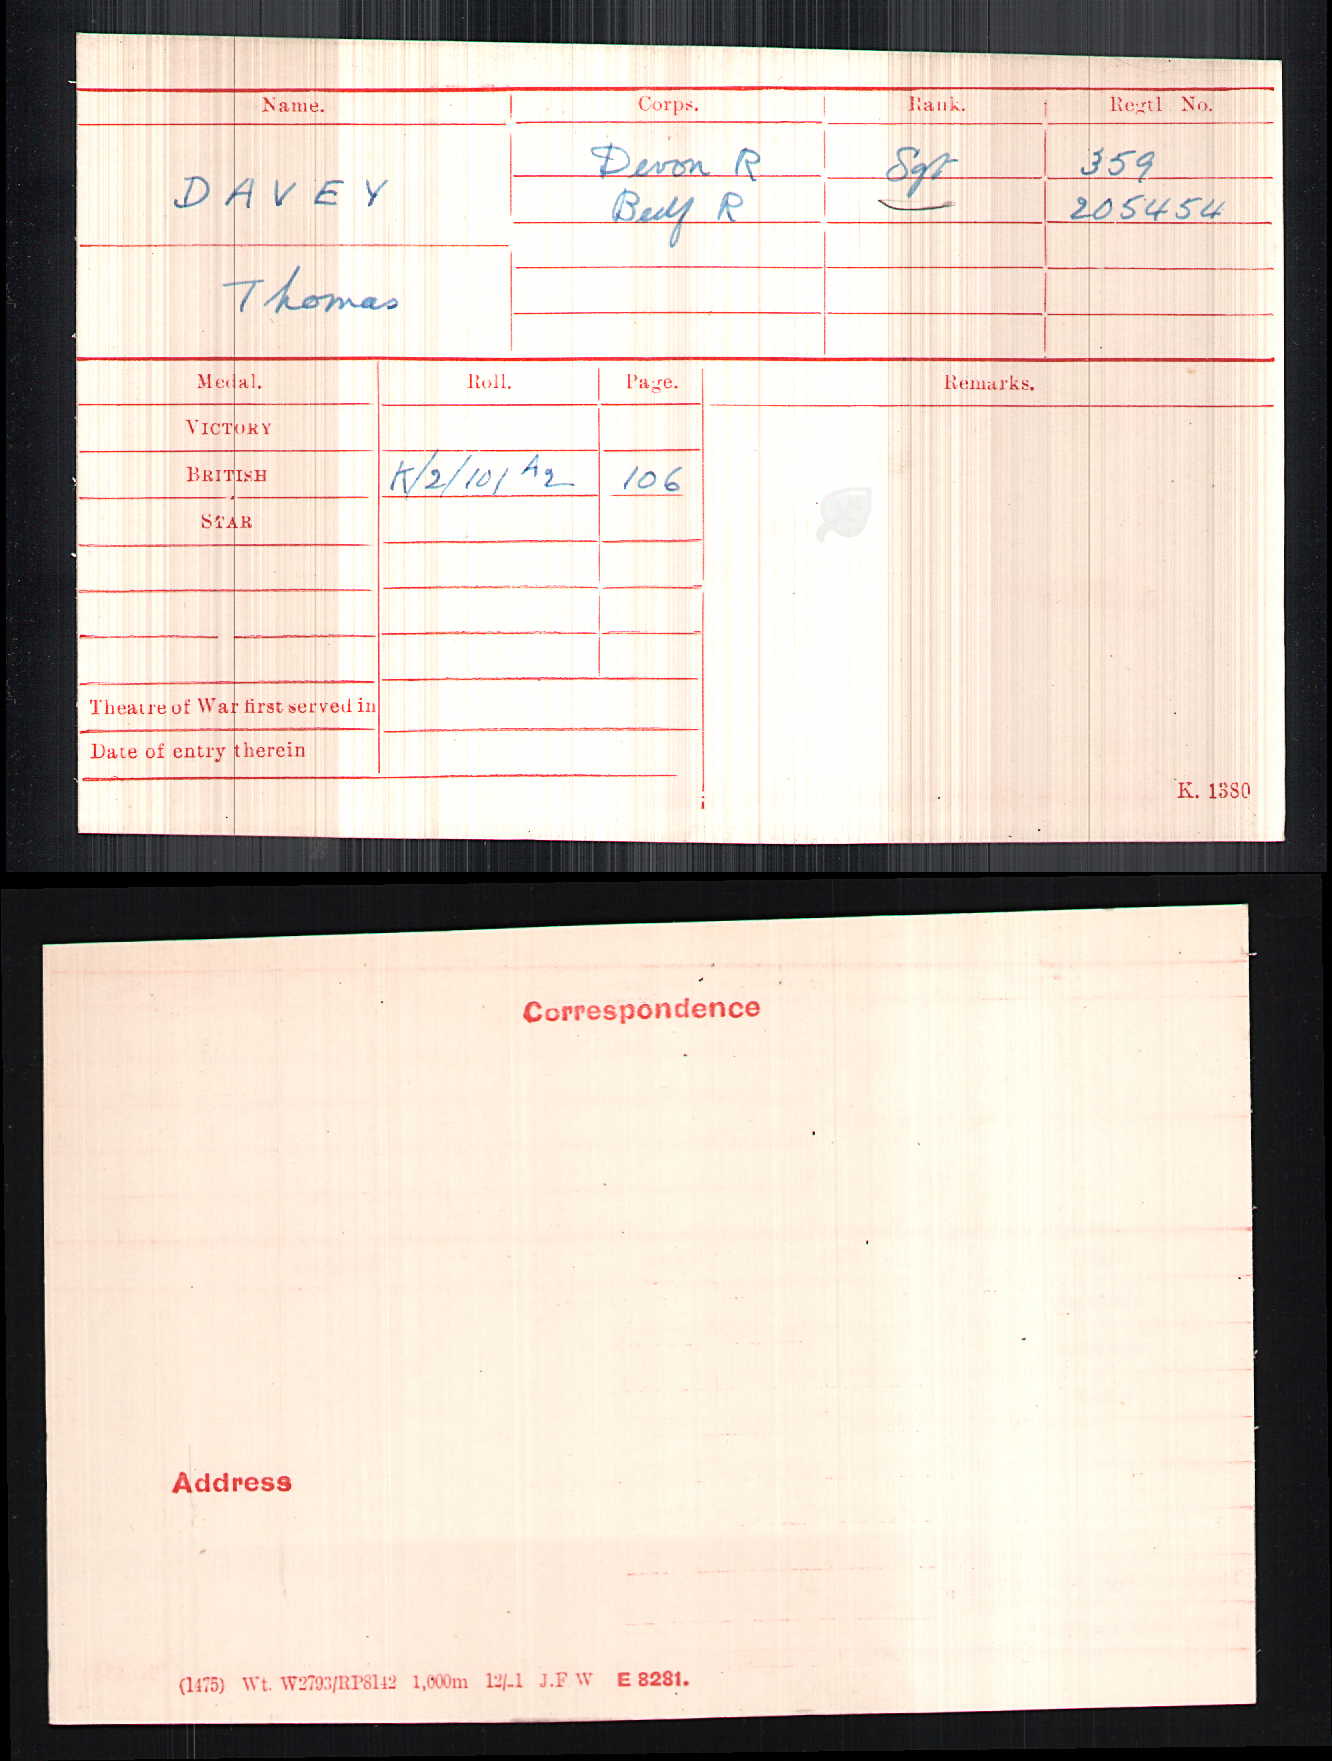 Name. Corps. Rank. Regtl No.
DAVEY Devon R Sgt 359
Bedf R 205454
Thomas
Medal. Roll. Page. Remarks.
VICTORY
BRITISH K/2/101 A2 106
STAR
Theatre of War first served in
Date of entry therein
K. 1380
Correspondence
Address
(1475) Wt. W2793/RP8142 1,000m J.F W E 8281.